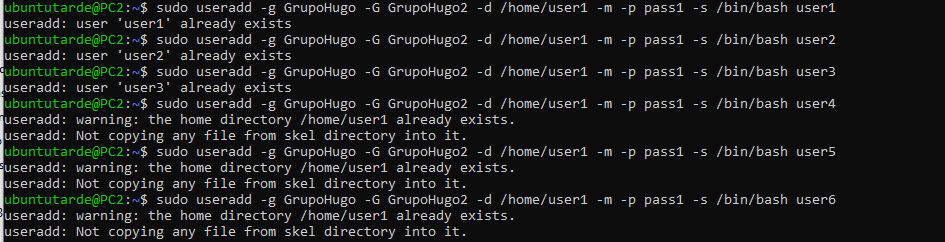 ubuntutarde@PC2:~$ sudo useradd -g GrupoHugo -G GrupoHugo2 -d /home/user1 -m -p pass1 -s /bin/bash user1
useradd: user 'user1' already exists
ubuntutarde@PC2:~$ sudo useradd -g GrupoHugo -G GrupoHugo2 -d /home/user1 -m -p pass1 -s /bin/bash user2
useradd: user 'user2' already exists
ubuntutarde@PC2:~$ sudo useradd -g GrupoHugo -G GrupoHugo2 -d /home/user1 -m -p pass1 -s /bin/bash user3
useradd: user 'user3' already exists
ubuntutarde@PC2:~$ sudo useradd -g GrupoHugo -G GrupoHugo2 -d /home/user1 -m -p pass1 -s /bin/bash user4
useradd: warning: the home directory /home/user1 already exists.
useradd: Not copying any file from skel directory into it.
ubuntutarde@PC2:~$ sudo useradd -g GrupoHugo -G GrupoHugo2 -d /home/user1 -m -p pass1 -s /bin/bash user5
useradd: warning: the home directory /home/user1 already exists.
useradd: Not copying any file from skel directory into it.
ubuntutarde@PC2:~$ sudo useradd -g GrupoHugo -G GrupoHugo2 -d /home/user1 -m -p pass1 -s /bin/bash user6
useradd: warning: the home directory /home/user1 already exists.
useradd: Not copying any file from skel directory into it.